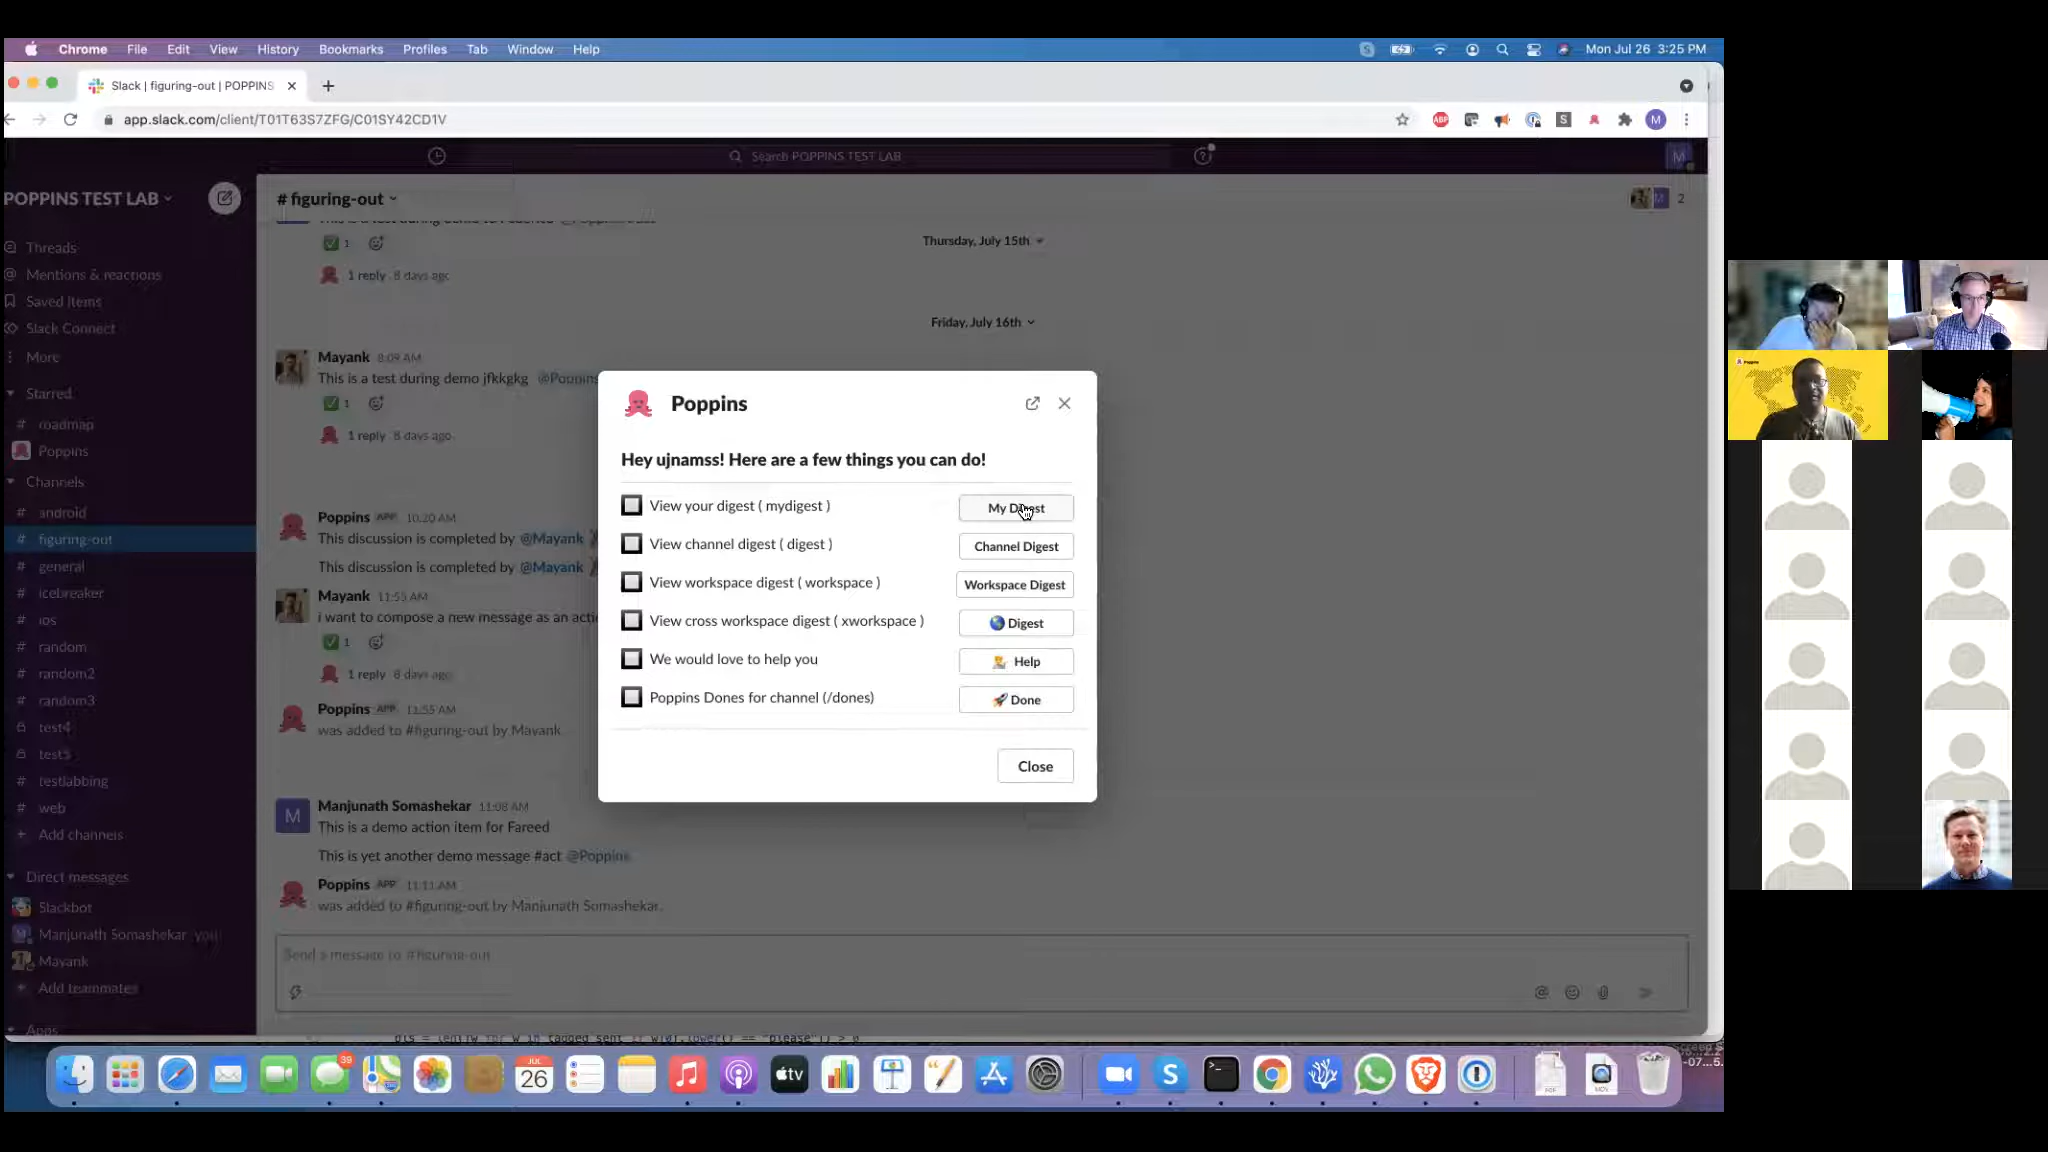 Chrome File Edit View History Bookmarks Profiles Tab Window Help
Mon Jul 26 3:25 PM
Slack | figuring-out | POPPINS
app.slack.com/client/T01T63S7ZFG/C01SY42CD1V
ABP
S
M
Search POPPINS TEST LAB
M
POPPINS TEST LAB
# figuring-out
M 2
Threads
Mentions & reactions
Saved items
Slack Connect
More
Starred
roadmap
Poppins
Channels
# android
# figuring-out
# general
# icebreaker
# ios
# random
# random2
# random3
test4
test5
# testlabbing
# web
+ Add channels
Direct messages
Slackbot
Manjunath Somashekar you
Mayank
+ Add teammates
Apps
1
Thursday, July 15th
1 reply 8 days ago
Friday, July 16th
Mayank 8:09 AM
This is a test during demo jfkkgkg @Poppins
1
1 reply 8 days ago
Poppins APP 10:20 AM
This discussion is completed by @Mayank
This discussion is completed by @Mayank
Mayank 11:55 AM
i want to compose a new message as an
1
1 reply 8 days ago
Poppins APP 11:55 AM
was added to #figuring-out by Mayank.
M Manjunath Somashekar 11:08 AM
This is a demo action item for Fareed
This is yet another demo message #act @Poppins
Poppins APP 11:11 AM
was added to #figuring-out by Manjunath Somashekar.
Send a message to #figuring-out
Poppins
Hey ujnamss! Here are a few things you can do!
View your digest ( mydigest ) My Digest
View channel digest ( digest ) Channel Digest
View workspace digest ( workspace ) Workspace Digest
View cross workspace digest ( xworkspace ) Digest
We would love to help you Help
Poppins Dones for channel (/dones) Done
Close
39
JUL
26
tv
Poppins